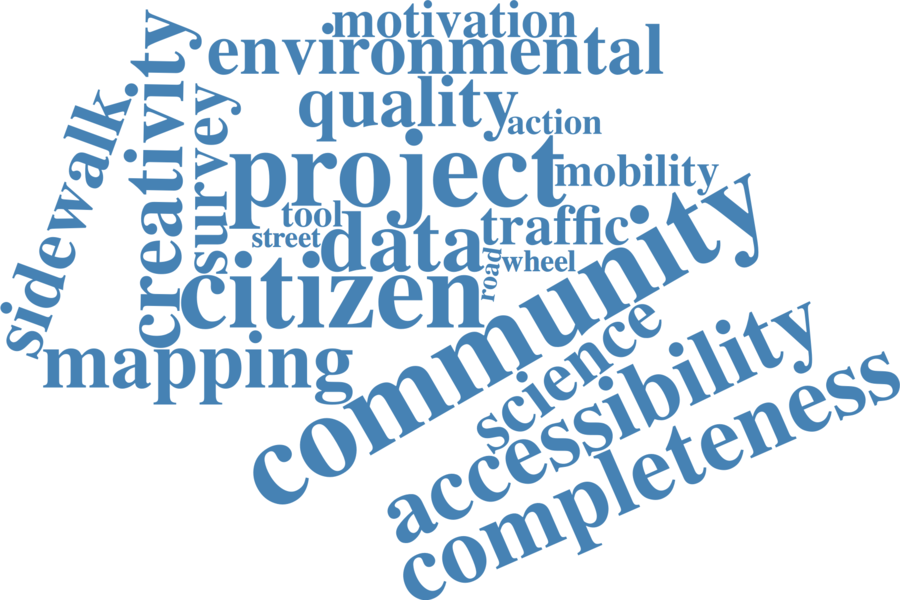 motivation
environmental
quality
action
project
mobility
tool
traffic
street
data
road
wheel
citizen
mapping
sidewalk
creativity
survey
community
science
accessibility
completeness